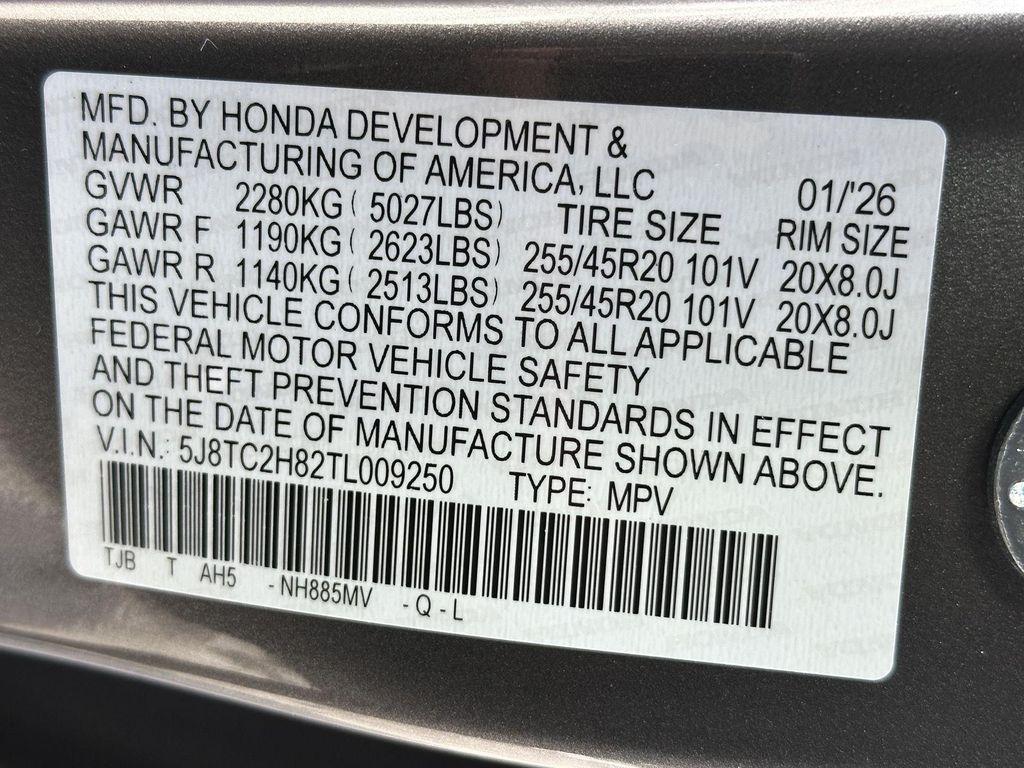 MFD. BY HONDA DEVELOPMENT &
MANUFACTURING OF AMERICA, LLC 01/'26
GVWR 2280KG ( 5027LBS) TIRE SIZE RIM SIZE
GAWR F 1190KG ( 2623LBS) 255/45R20 101V 20X8.0J
GAWR R 1140KG ( 2513LBS) 255/45R20 101V 20X8.0J
THIS VEHICLE CONFORMS TO ALL APPLICABLE
FEDERAL MOTOR VEHICLE SAFETY
AND THEFT PREVENTION STANDARDS IN EFFECT
ON THE DATE OF MANUFACTURE SHOWN ABOVE.
V.I.N.: 5J8TC2H82TL009250 TYPE: MPV
TJB T AH5 - NH885MV - Q - L